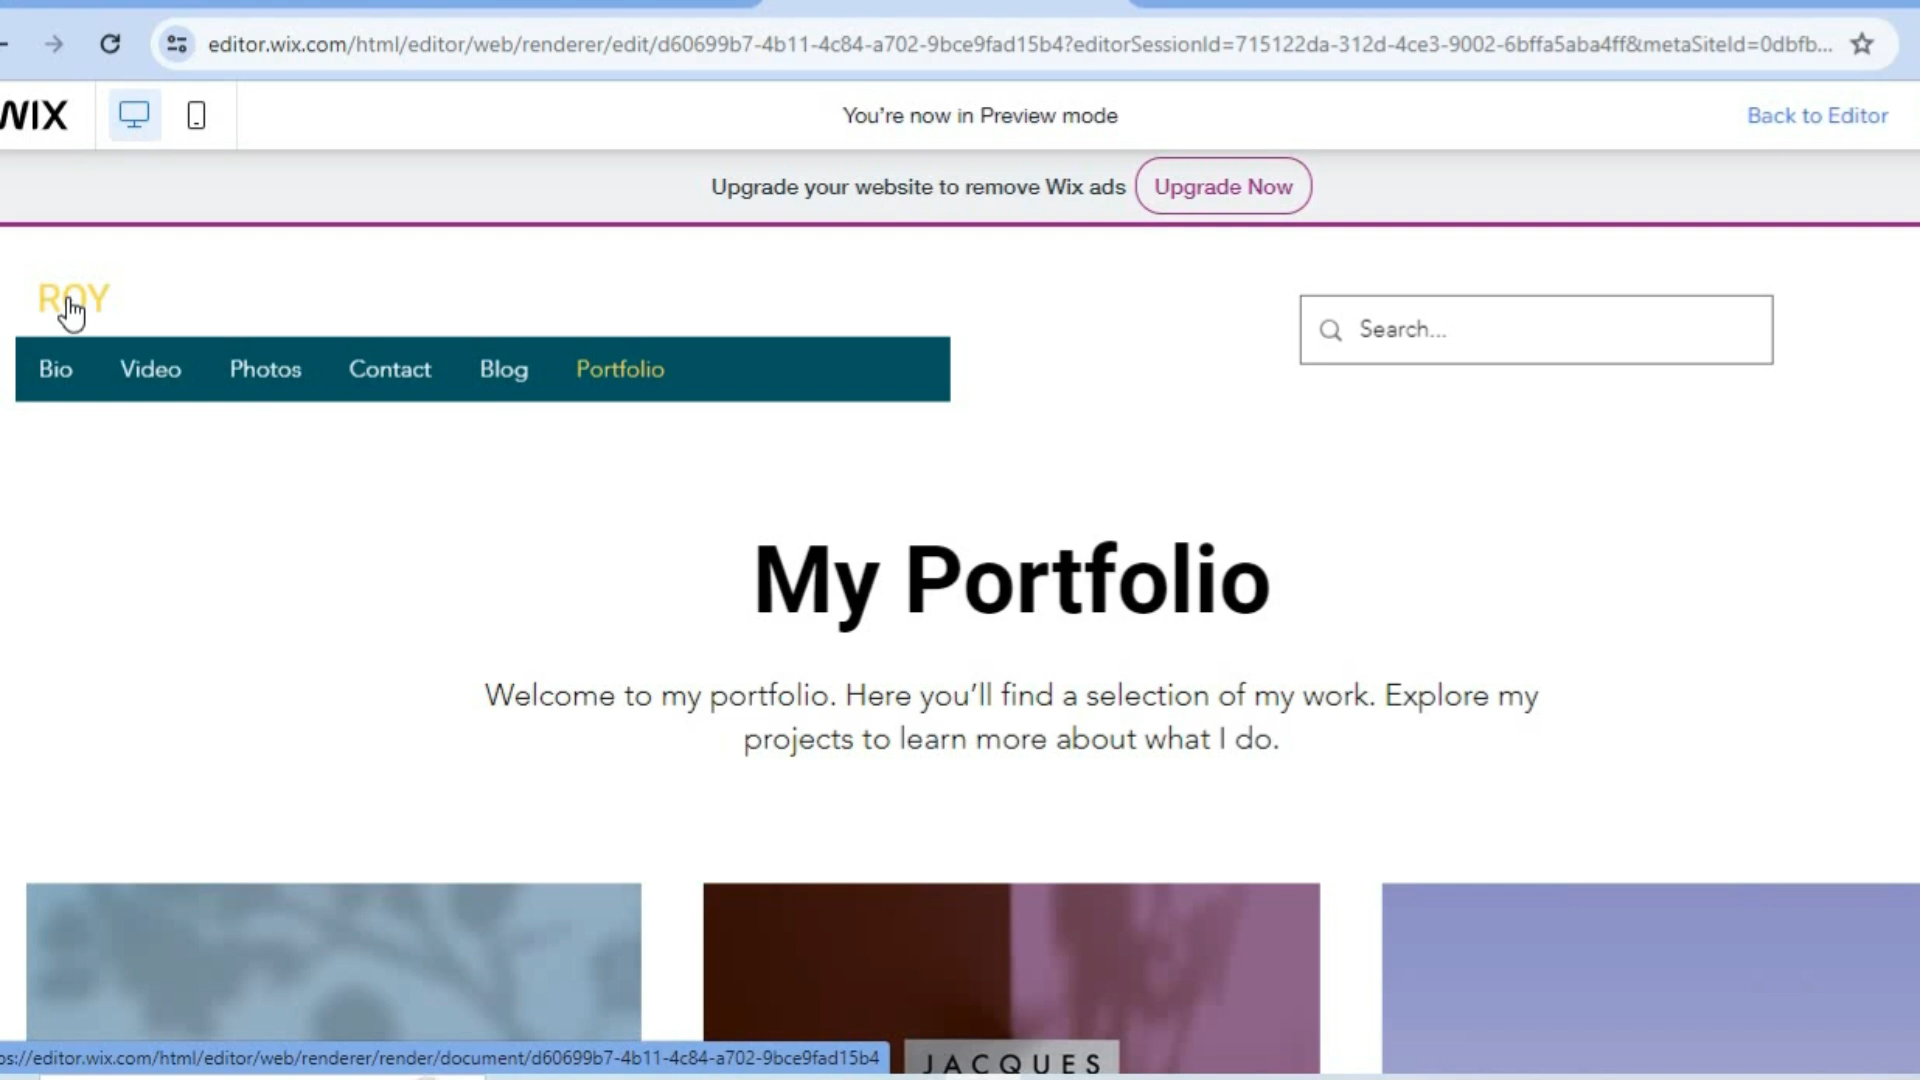 editor.wix.com/html/editor/web/renderer/edit/d60699b7-4b11-4c84-a702-9bce9fad15b4?editorSessionId=715122da-312d-4ce3-9002-6bffa5aba4ff&metaSiteId=0dbfb...
WIX
You're now in Preview mode
Back to Editor
Upgrade your website to remove Wix ads
Upgrade Now
ROY
Search...
Bio Video Photos Contact Blog Portfolio
My Portfolio
Welcome to my portfolio. Here you'll find a selection of my work. Explore my
projects to learn more about what I do.
JACQUES
ps://editor.wix.com/html/editor/web/renderer/render/document/d60699b7-4b11-4c84-a702-9bce9fad15b4